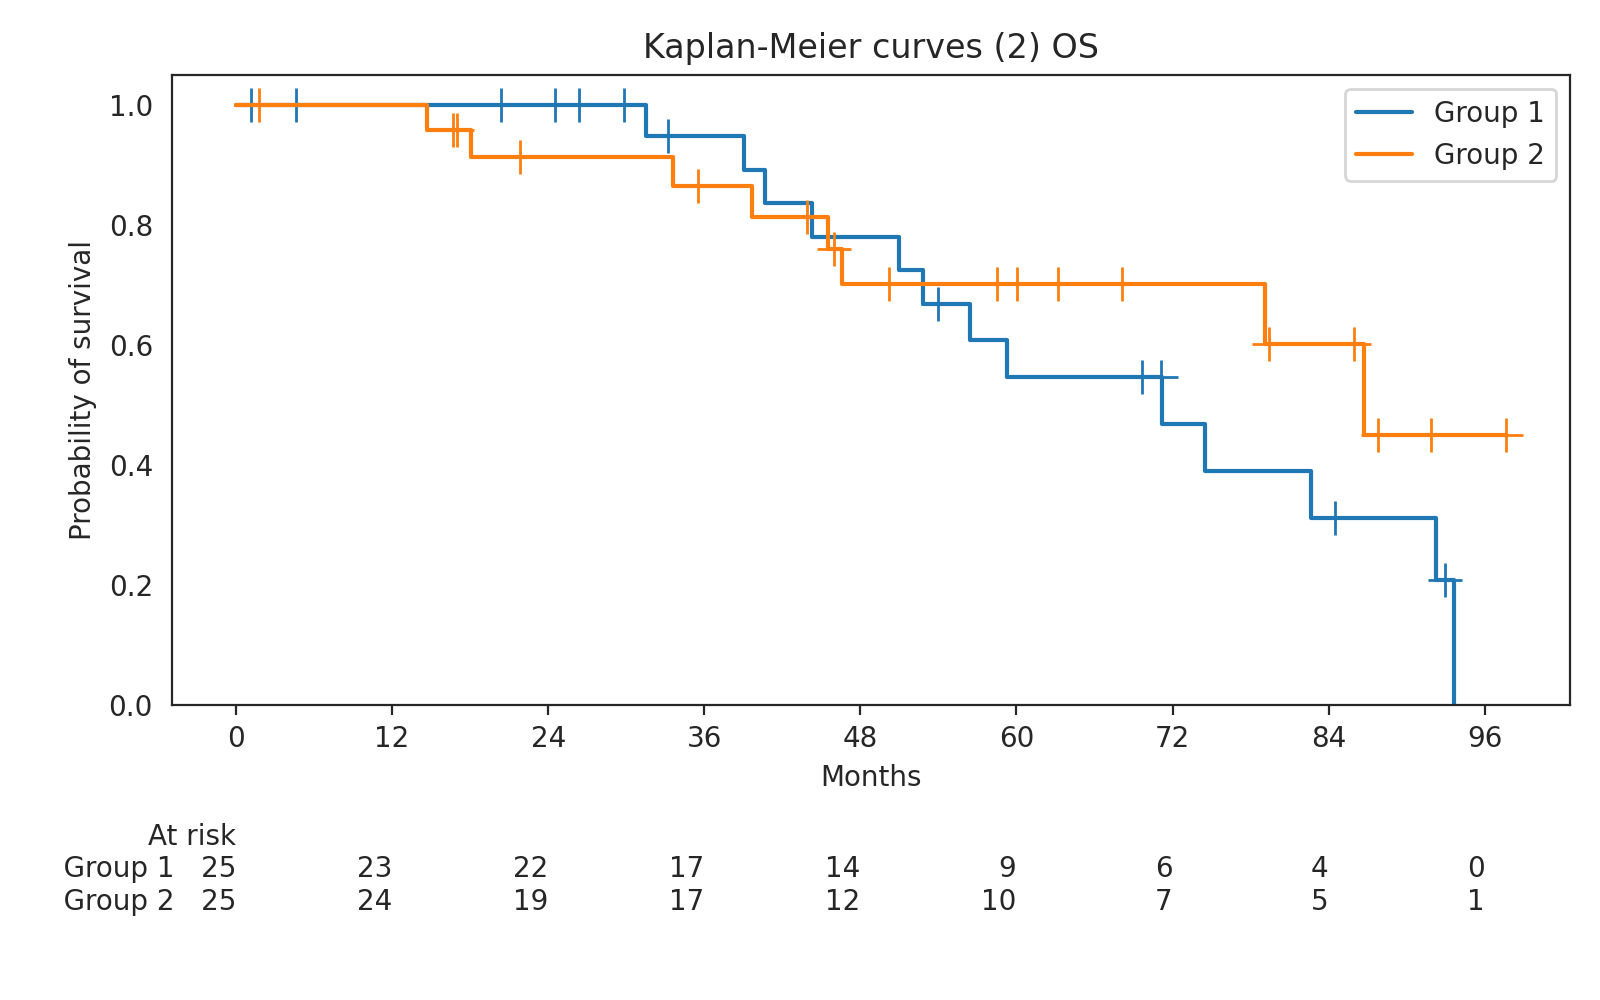 Kaplan-Meier curves (2) OS
Group 1
Group 2
Probability of survival
1.0
0.8
0.6
0.4
0.2
0.0
0 12 24 36 48 60 72 84 96
Months
At risk
Group 1 25 23 22 17 14 9 6 4 0
Group 2 25 24 19 17 12 10 7 5 1